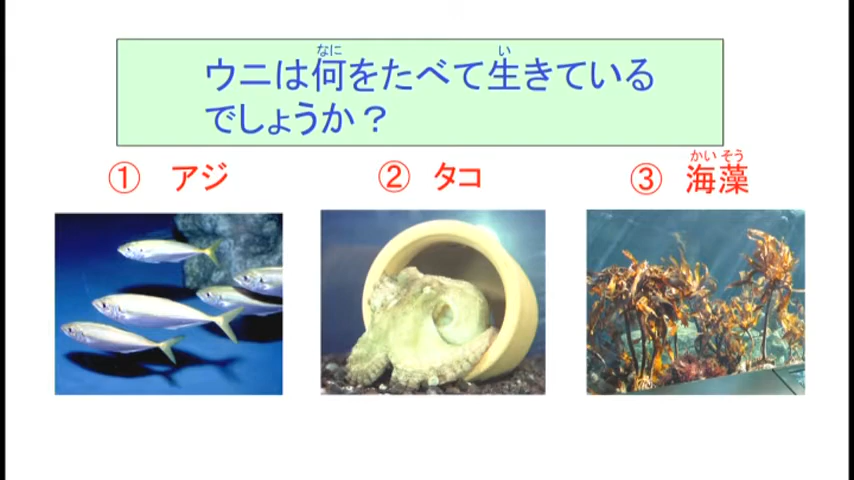 ウニは何をたべて生きている
なに
い
でしょうか？
① アジ
② タコ
③ 海藻
かいそう